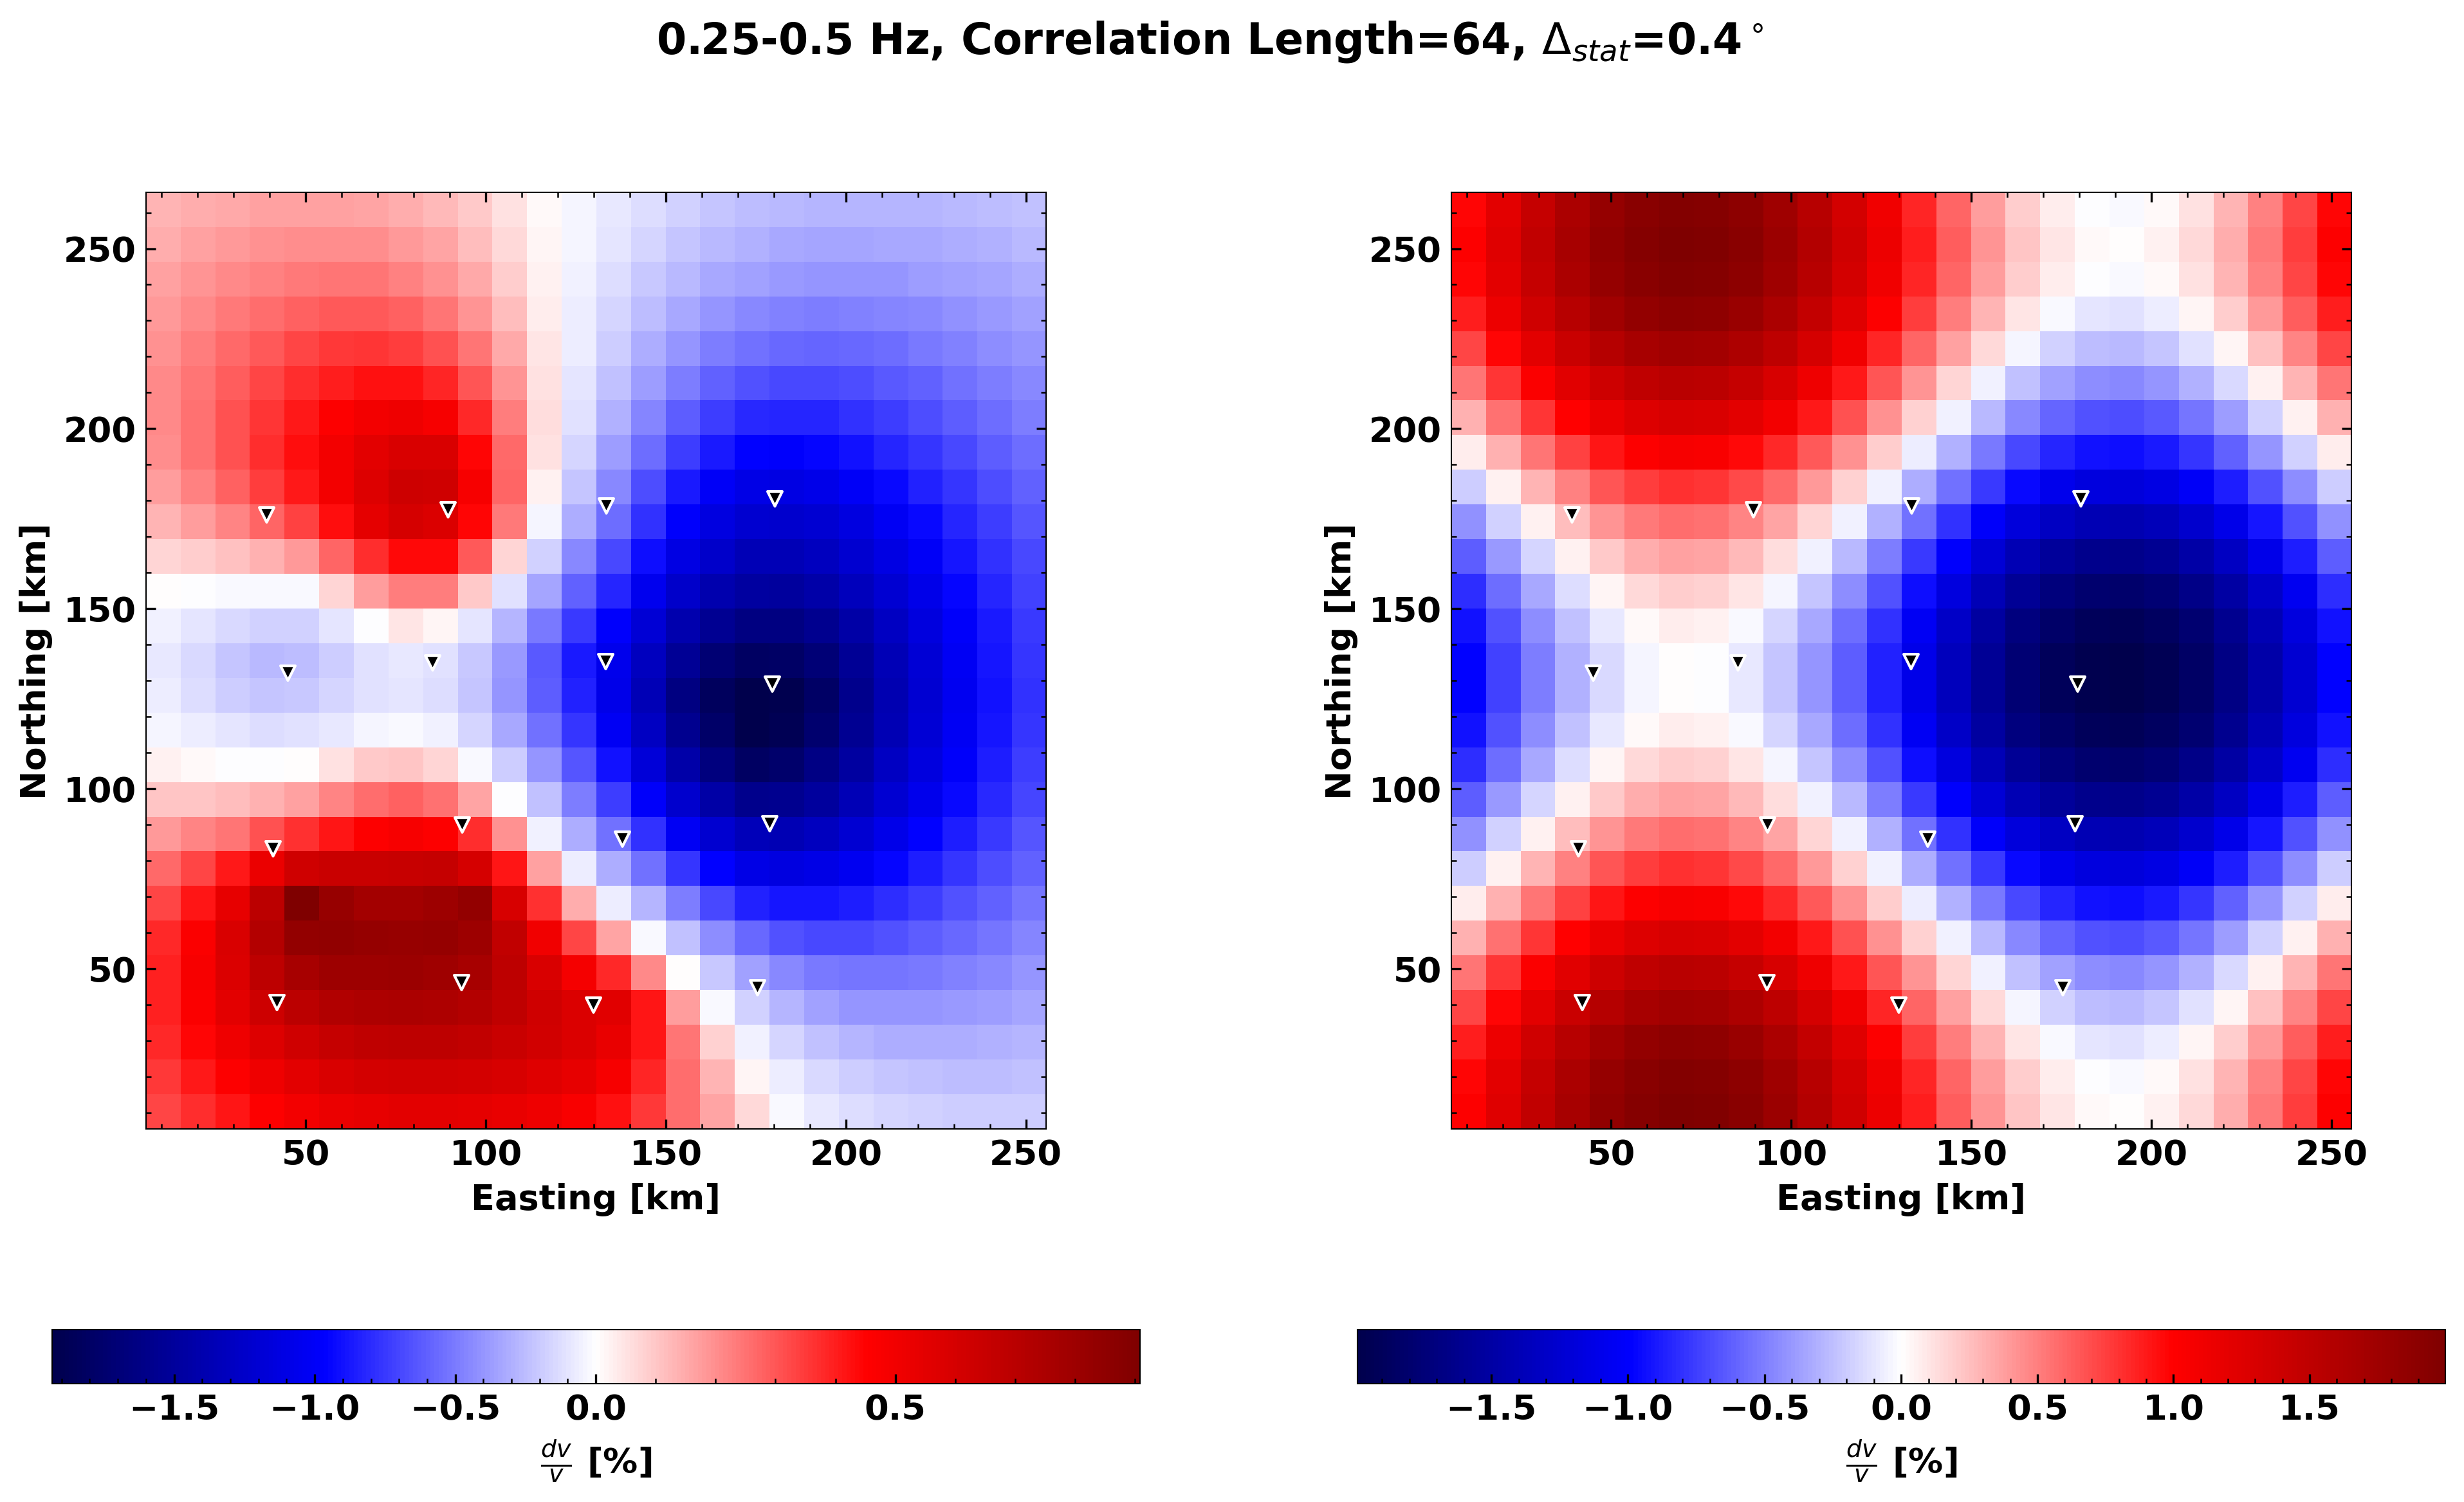 0.25-0.5 Hz, Correlation Length=64, Δstat=0.4°
250
200
150
100
50
Northing [km]
50 100 150 200 250
Easting [km]
−1.5 −1.0 −0.5 0.0 0.5
dv/v [%]
250
200
150
100
50
Northing [km]
50 100 150 200 250
Easting [km]
−1.5 −1.0 −0.5 0.0 0.5 1.0 1.5
dv/v [%]